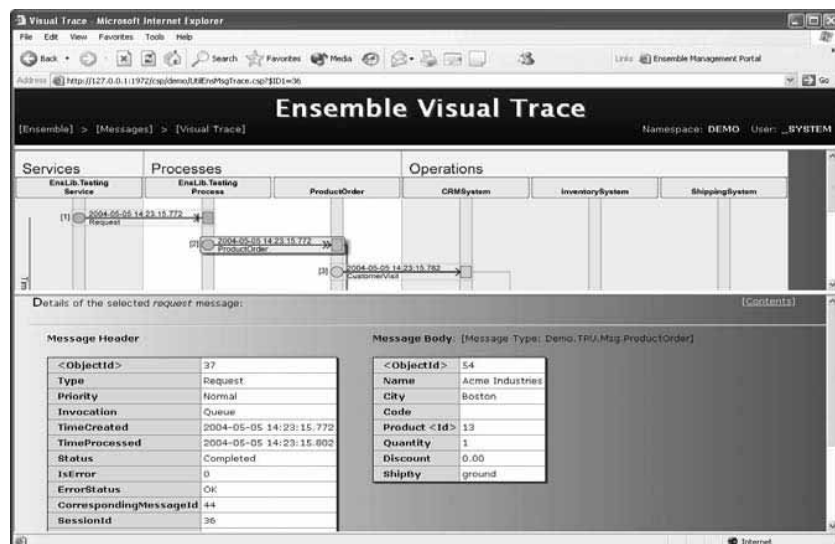 Visual Trace - Microsoft Internet Explorer
File Edit View Favorites Tools Help
Back Search Favorites Media Links Ensemble Management Portal
Address http://127.0.0.1:1972/csp/demo/UtilEnsMsgTrace.csp?$ID1=36 Go
Ensemble Visual Trace
[Ensemble] > [Messages] > [Visual Trace] Namespace: DEMO User: _SYSTEM
Services Processes Operations
EnsLib.Testing Service EnsLib.Testing Process ProductOrder CRMSystem InventorySystem ShippingSystem
[1] 2004-05-05 14:23:15.772
Request
[2] 2004-05-05 14:23:15.772
ProductOrder
[3] 2004-05-05 14:23:15.782
CustomerVisit
Details of the selected request message: [Contents]
Message Header Message Body: [Message Type: Demo.TPU.Msg.ProductOrder]
<ObjectId> 37 <ObjectId> 54
Type Request Name Acme Industries
Priority Normal City Boston
Invocation Queue Code
TimeCreated 2004-05-05 14:23:15.772 Product <Id> 13
TimeProcessed 2004-05-05 14:23:15.802 Quantity 1
Status Completed Discount 0.00
IsError 0 ShipBy ground
ErrorStatus OK
CorrespondingMessageId 44
SessionId 36
Internet